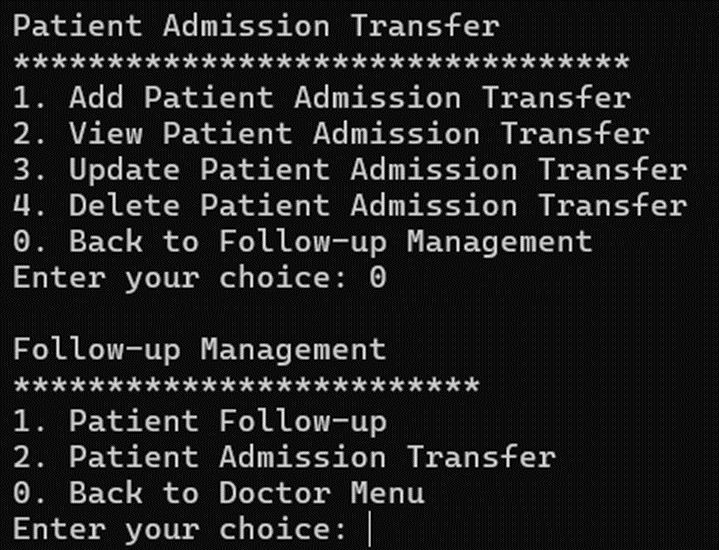 Patient Admission Transfer
*********************************
1. Add Patient Admission Transfer
2. View Patient Admission Transfer
3. Update Patient Admission Transfer
4. Delete Patient Admission Transfer
0. Back to Follow-up Management
Enter your choice: 0

Follow-up Management
*************************
1. Patient Follow-up
2. Patient Admission Transfer
0. Back to Doctor Menu
Enter your choice: